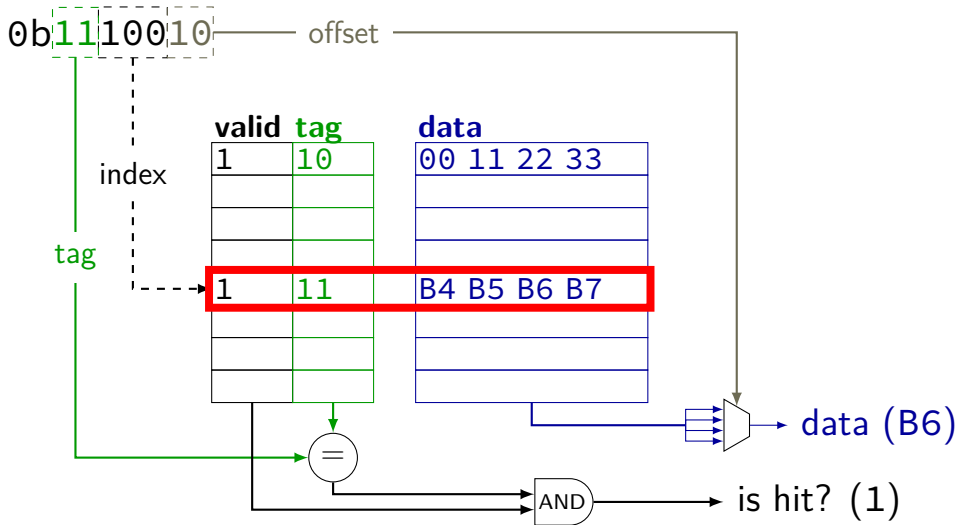 0b1110010
offset
valid tag data
1 10 00 11 22 33
index
tag
1 11 B4 B5 B6 B7
data (B6)
=
AND
is hit? (1)